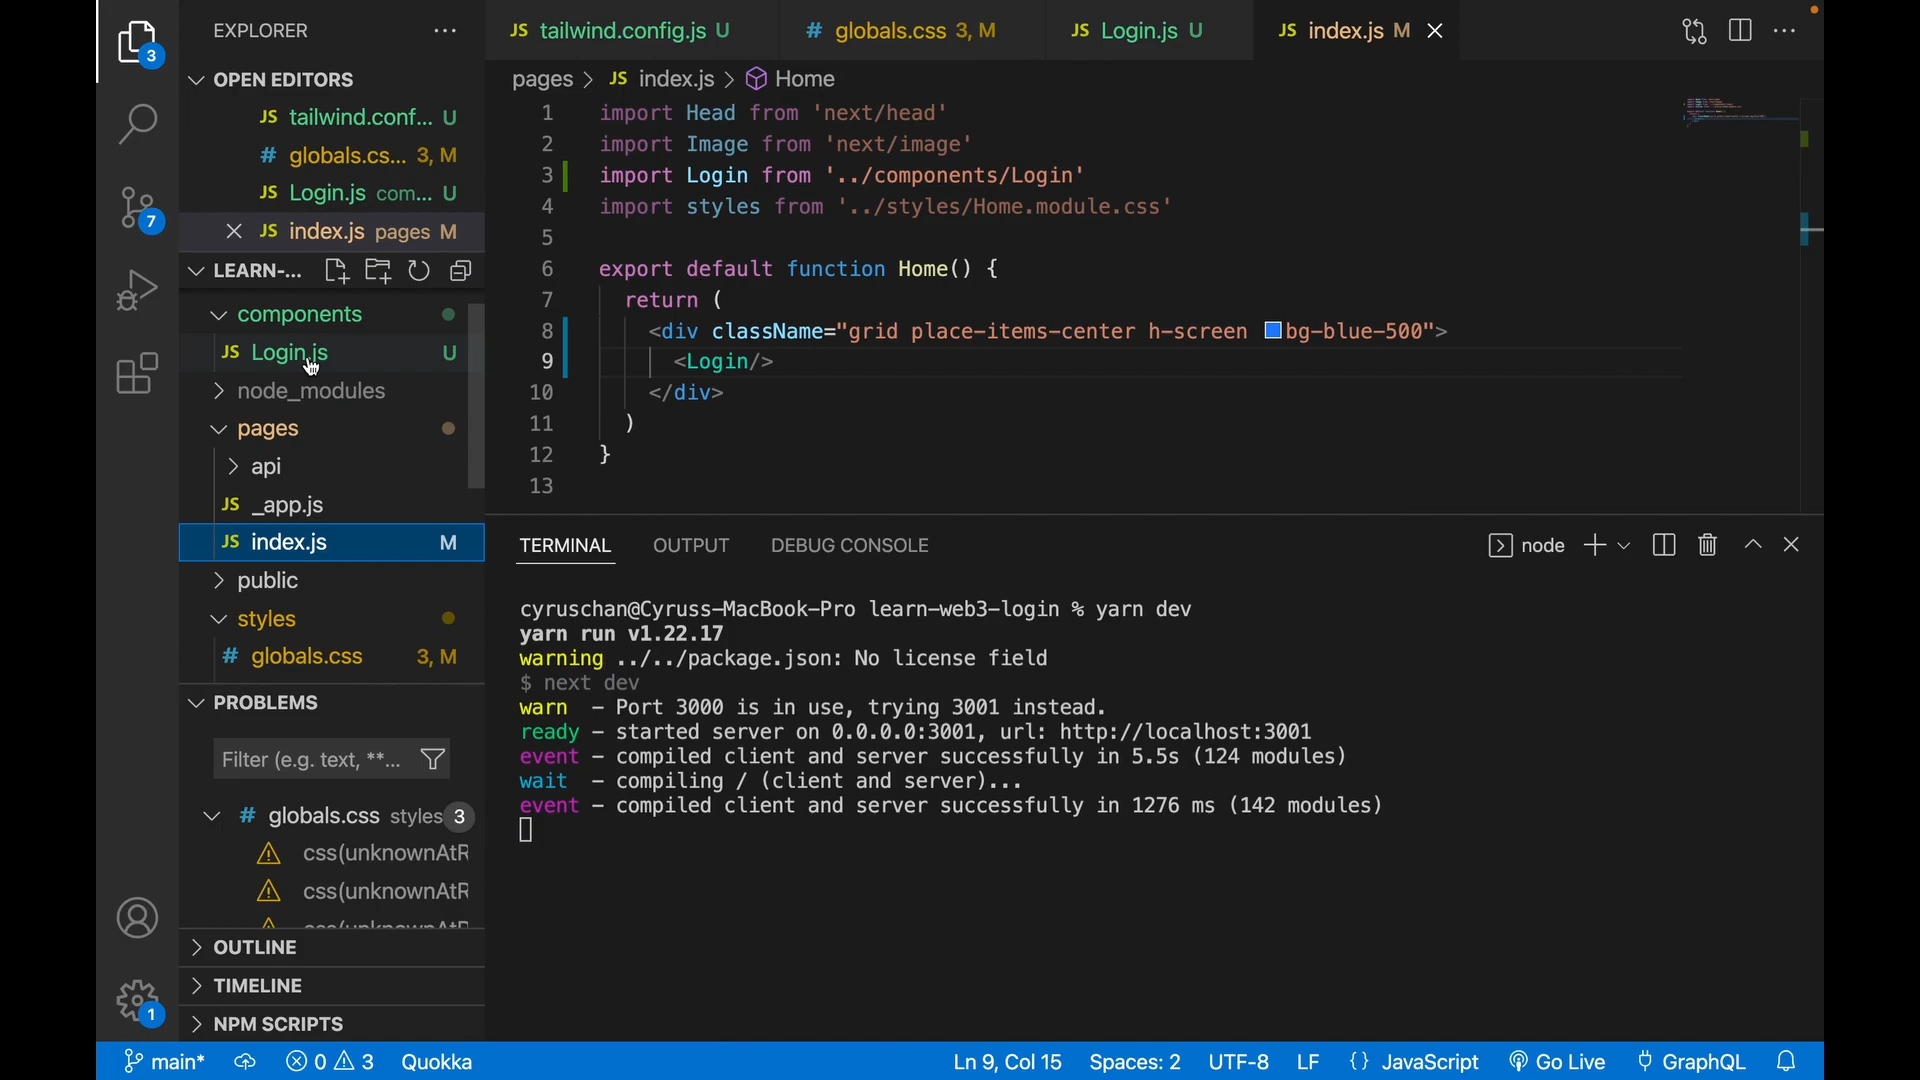 EXPLORER
OPEN EDITORS
JS tailwind.conf... U
# globals.cs... 3, M
JS Login.js com... U
JS index.js pages M
LEARN-...
components
JS Login.js U
node_modules
pages
api
JS _app.js
JS index.js M
public
styles
# globals.css 3, M
PROBLEMS
Filter (e.g. text, **...
# globals.css styles 3
css(unknownAtR
css(unknownAtR
css(unknownAtR
OUTLINE
TIMELINE
NPM SCRIPTS
3
7
1
JS tailwind.config.js U
# globals.css 3, M
JS Login.js U
JS index.js M
pages > JS index.js > Home
1 import Head from 'next/head'
2 import Image from 'next/image'
3 import Login from '../components/Login'
4 import styles from '../styles/Home.module.css'
5
6 export default function Home() {
7 return (
8 <div className="grid place-items-center h-screen bg-blue-500">
9 <Login/>
10 </div>
11 )
12 }
13
TERMINAL OUTPUT DEBUG CONSOLE
node
cyruschan@Cyruss-MacBook-Pro learn-web3-login % yarn dev
yarn run v1.22.17
warning ../../package.json: No license field
$ next dev
warn - Port 3000 is in use, trying 3001 instead.
ready - started server on 0.0.0.0:3001, url: http://localhost:3001
event - compiled client and server successfully in 5.5s (124 modules)
wait - compiling / (client and server)...
event - compiled client and server successfully in 1276 ms (142 modules)
main* 0 3 Quokka Ln 9, Col 15 Spaces: 2 UTF-8 LF {} JavaScript Go Live GraphQL